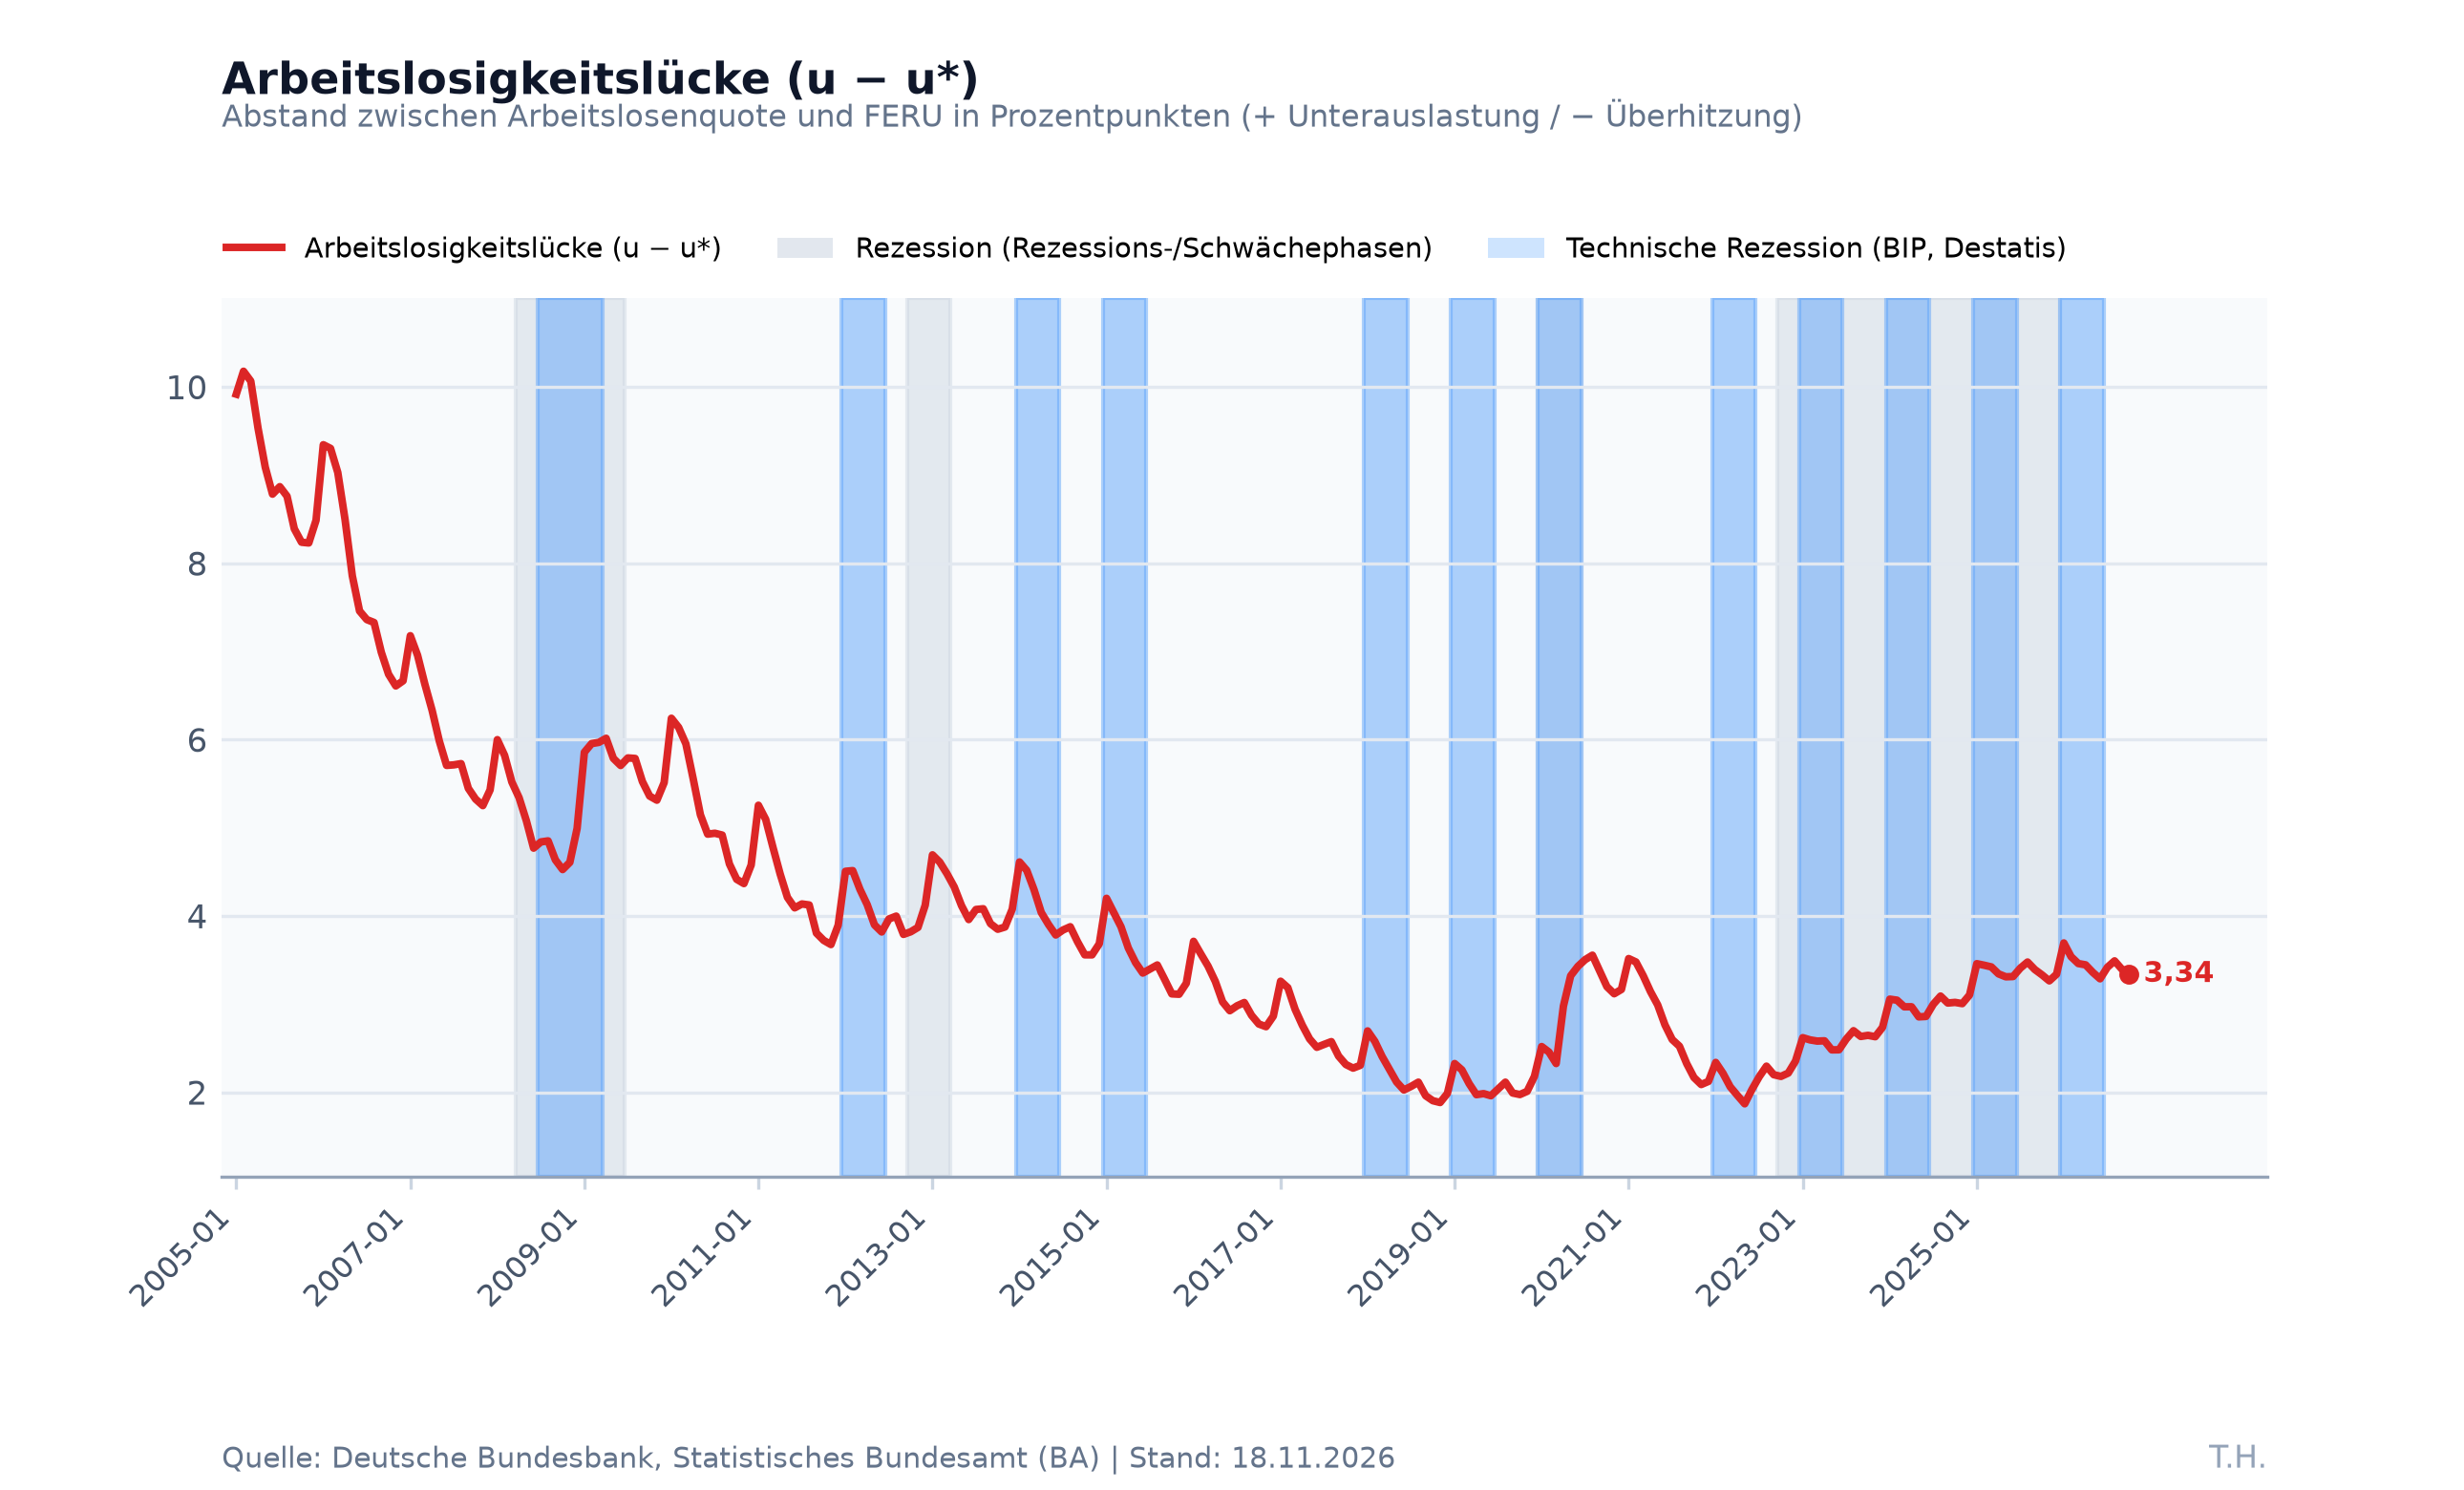 Arbeitslosigkeitslücke (u − u*)
Abstand zwischen Arbeitslosenquote und FERU in Prozentpunkten (+ Unterauslastung / − Überhitzung)
Arbeitslosigkeitslücke (u − u*)
Rezession (Rezessions-/Schwächephasen)
Technische Rezession (BIP, Destatis)
10
8
6
4
2
3,34
2005-01
2007-01
2009-01
2011-01
2013-01
2015-01
2017-01
2019-01
2021-01
2023-01
2025-01
Quelle: Deutsche Bundesbank, Statistisches Bundesamt (BA) | Stand: 18.11.2026
T.H.